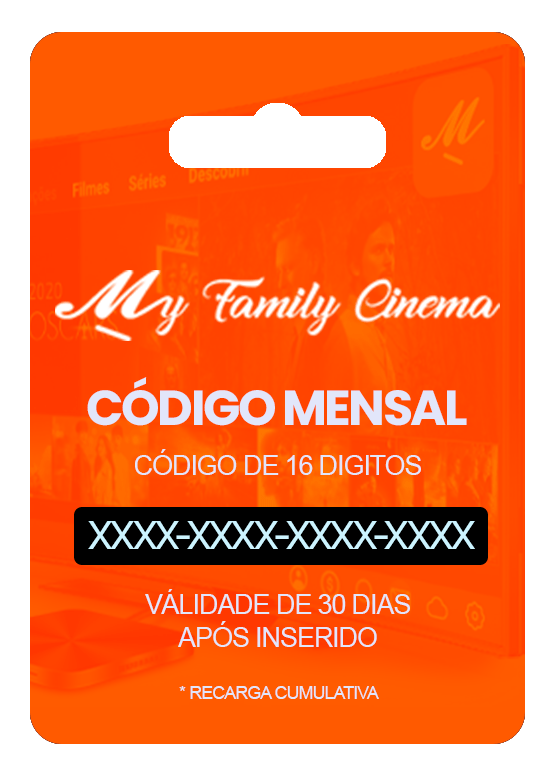 Filmes Séries Descobrir
2020
My Family Cinema
CÓDIGO MENSAL
CÓDIGO DE 16 DIGITOS
XXXX-XXXX-XXXX-XXXX
VÁLIDADE DE 30 DIAS
APÓS INSERIDO
* RECARGA CUMULATIVA